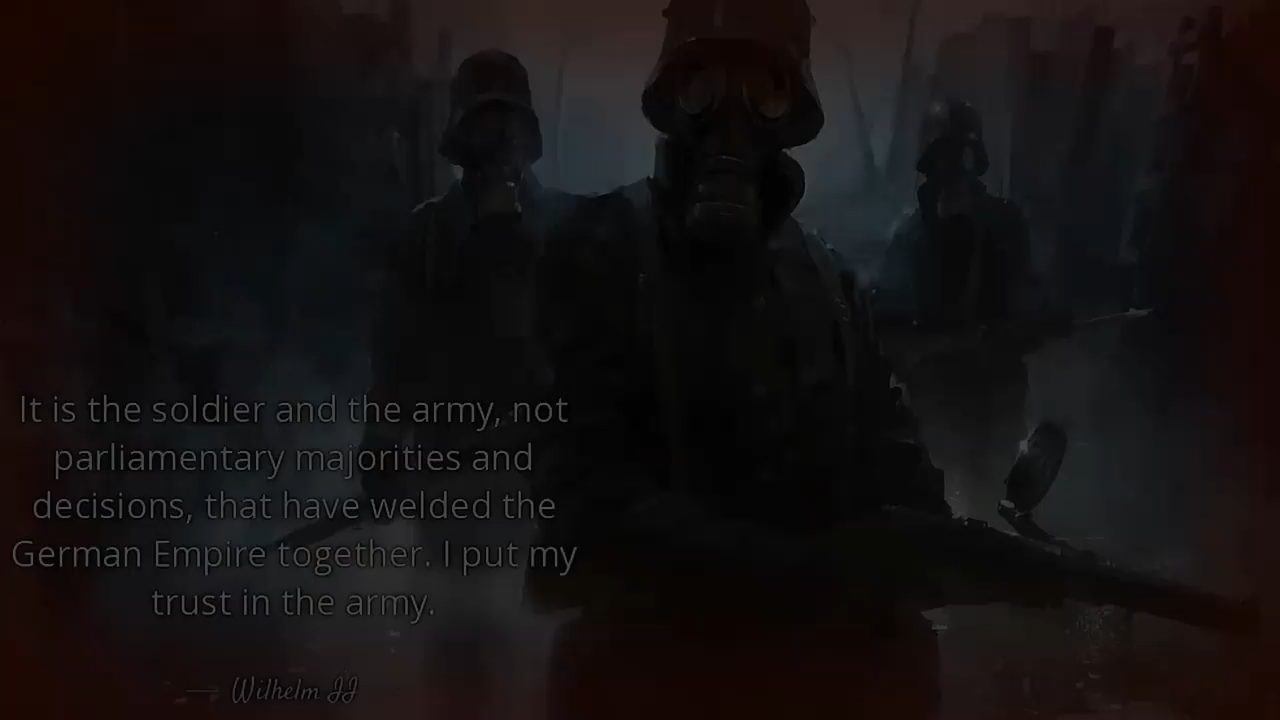 It is the soldier and the army, not
parliamentary majorities and
decisions, that have welded the
German Empire together. I put my
trust in the army.
— Wilhelm II